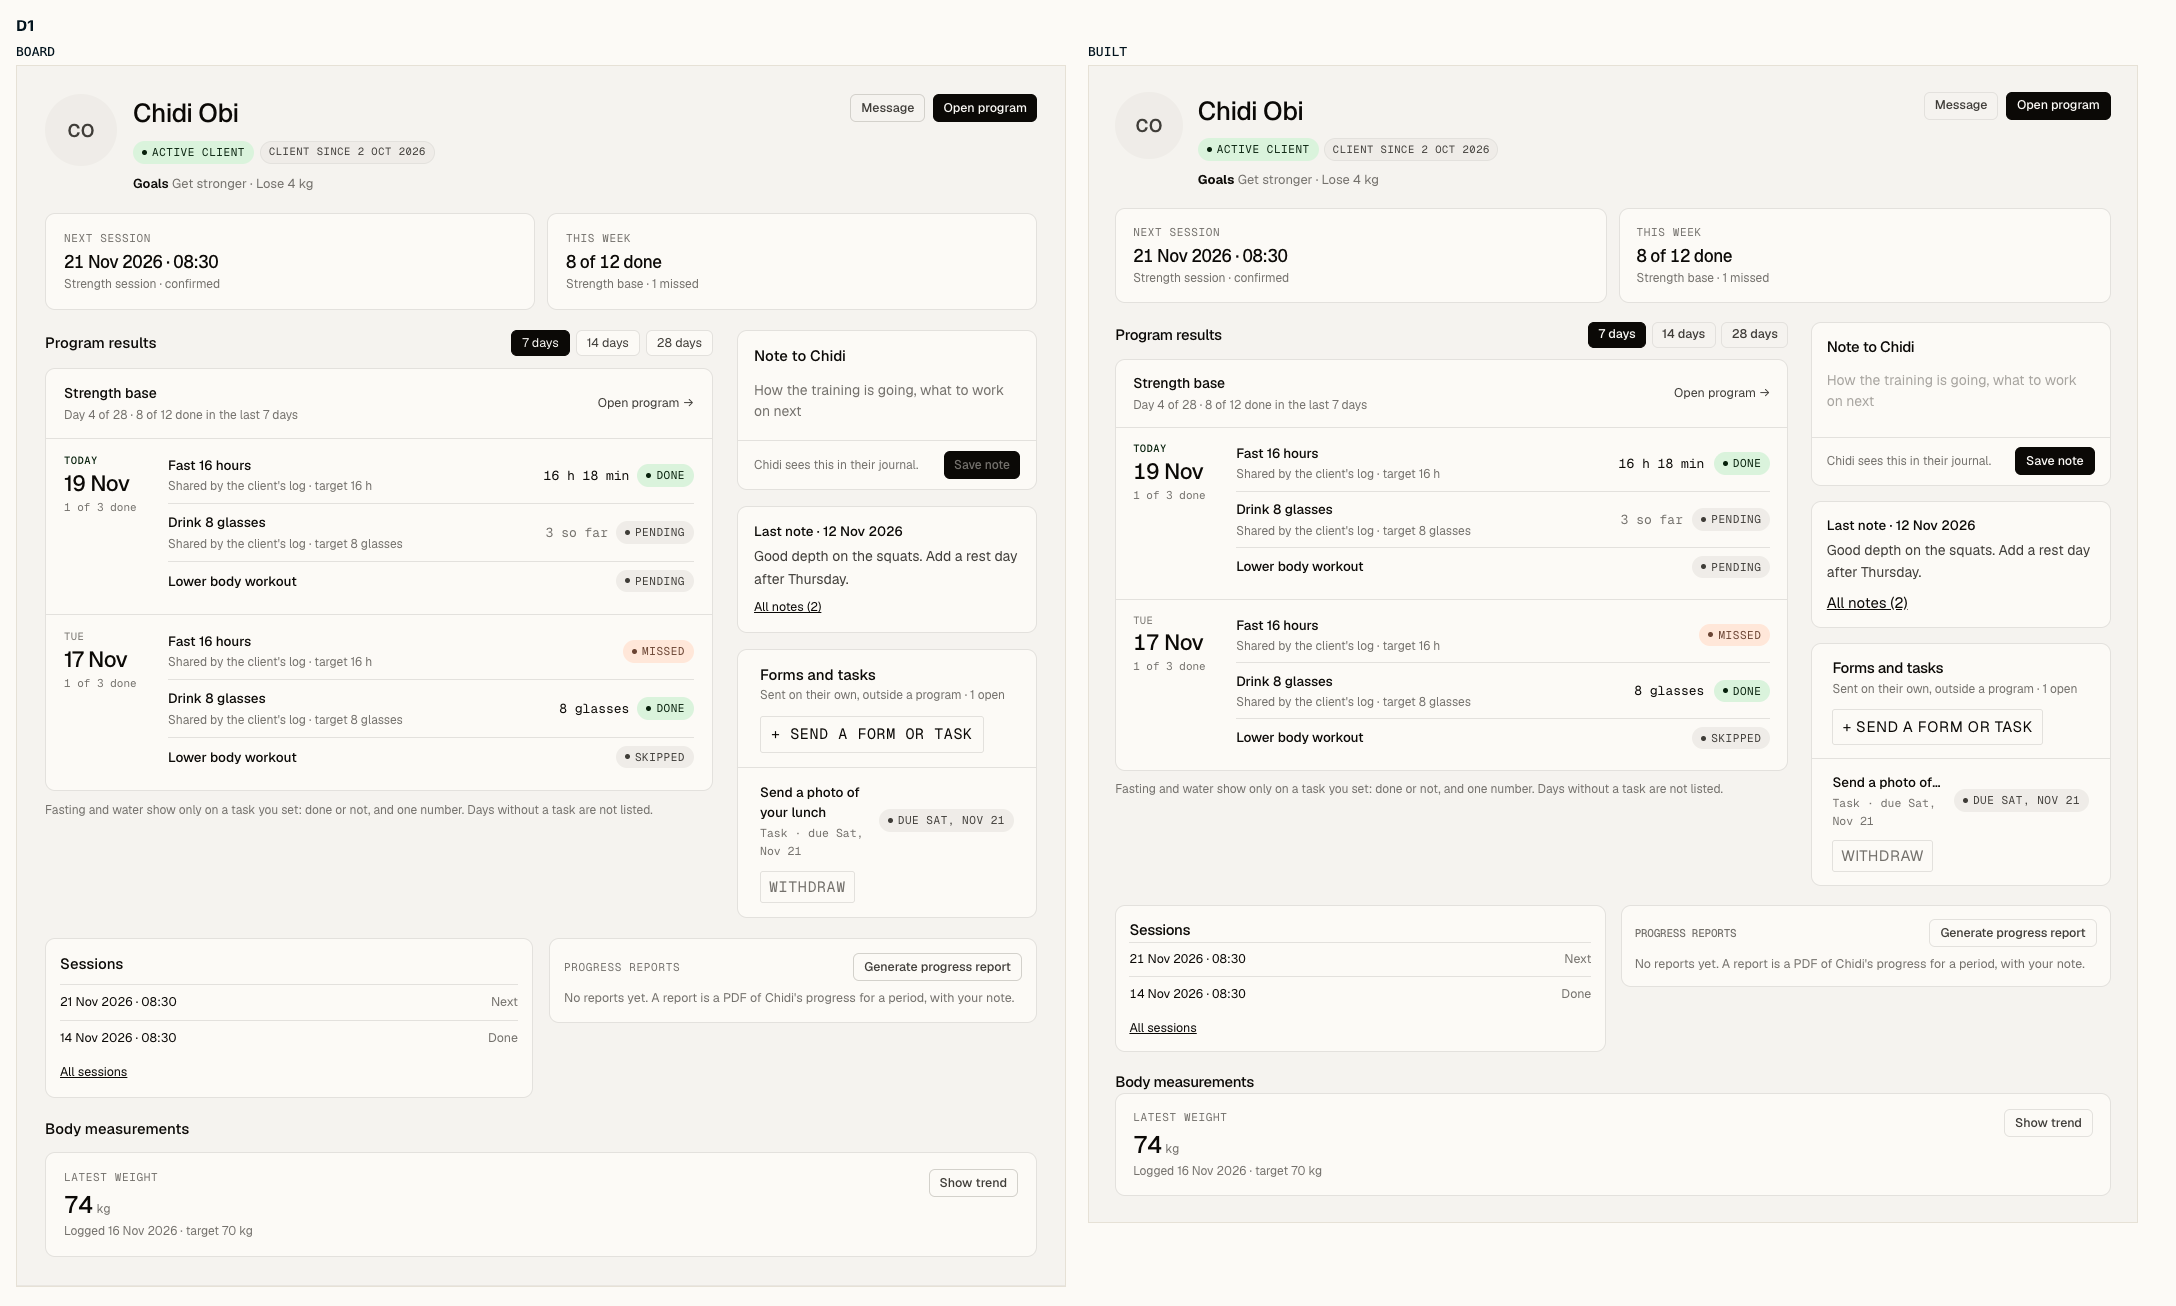 D1
BOARD
CO
Chidi Obi
Message
Open program
ACTIVE CLIENT
CLIENT SINCE 2 OCT 2026
Goals Get stronger · Lose 4 kg
NEXT SESSION
21 Nov 2026 · 08:30
Strength session · confirmed
THIS WEEK
8 of 12 done
Strength base · 1 missed
Program results
7 days
14 days
28 days
Strength base
Day 4 of 28 · 8 of 12 done in the last 7 days
Open program →
TODAY
19 Nov
1 of 3 done
Fast 16 hours
Shared by the client's log · target 16 h
16 h 18 min
DONE
Drink 8 glasses
Shared by the client's log · target 8 glasses
3 so far
PENDING
Lower body workout
PENDING
TUE
17 Nov
1 of 3 done
Fast 16 hours
Shared by the client's log · target 16 h
MISSED
Drink 8 glasses
Shared by the client's log · target 8 glasses
8 glasses
DONE
Lower body workout
SKIPPED
Fasting and water show only on a task you set: done or not, and one number. Days without a task are not listed.
Note to Chidi
How the training is going, what to work
on next
Chidi sees this in their journal.
Save note
Last note · 12 Nov 2026
Good depth on the squats. Add a rest day
after Thursday.
All notes (2)
Forms and tasks
Sent on their own, outside a program · 1 open
+ SEND A FORM OR TASK
Send a photo of
your lunch
Task · due Sat,
Nov 21
DUE SAT, NOV 21
WITHDRAW
Sessions
21 Nov 2026 · 08:30
Next
14 Nov 2026 · 08:30
Done
All sessions
PROGRESS REPORTS
Generate progress report
No reports yet. A report is a PDF of Chidi's progress for a period, with your note.
Body measurements
LATEST WEIGHT
74 kg
Logged 16 Nov 2026 · target 70 kg
Show trend
BUILT
CO
Chidi Obi
Message
Open program
ACTIVE CLIENT
CLIENT SINCE 2 OCT 2026
Goals Get stronger · Lose 4 kg
NEXT SESSION
21 Nov 2026 · 08:30
Strength session · confirmed
THIS WEEK
8 of 12 done
Strength base · 1 missed
Program results
7 days
14 days
28 days
Strength base
Day 4 of 28 · 8 of 12 done in the last 7 days
Open program →
TODAY
19 Nov
1 of 3 done
Fast 16 hours
Shared by the client's log · target 16 h
16 h 18 min
DONE
Drink 8 glasses
Shared by the client's log · target 8 glasses
3 so far
PENDING
Lower body workout
PENDING
TUE
17 Nov
1 of 3 done
Fast 16 hours
Shared by the client's log · target 16 h
MISSED
Drink 8 glasses
Shared by the client's log · target 8 glasses
8 glasses
DONE
Lower body workout
SKIPPED
Fasting and water show only on a task you set: done or not, and one number. Days without a task are not listed.
Note to Chidi
How the training is going, what to work
on next
Chidi sees this in their journal.
Save note
Last note · 12 Nov 2026
Good depth on the squats. Add a rest day
after Thursday.
All notes (2)
Forms and tasks
Sent on their own, outside a program · 1 open
+ SEND A FORM OR TASK
Send a photo of…
Task · due Sat,
Nov 21
DUE SAT, NOV 21
WITHDRAW
Sessions
21 Nov 2026 · 08:30
Next
14 Nov 2026 · 08:30
Done
All sessions
PROGRESS REPORTS
Generate progress report
No reports yet. A report is a PDF of Chidi's progress for a period, with your note.
Body measurements
LATEST WEIGHT
74 kg
Logged 16 Nov 2026 · target 70 kg
Show trend